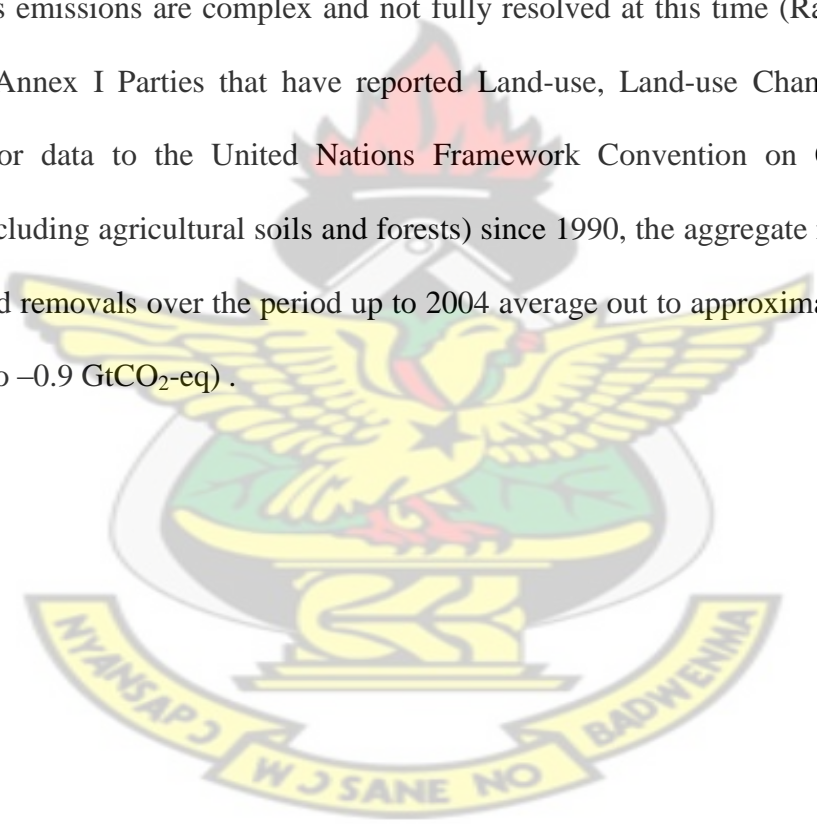 s emissions are complex and not fully resolved at this time (Ra
Annex I Parties that have reported Land-use, Land-use Chan
or data to the United Nations Framework Convention on
cluding agricultural soils and forests) since 1990, the aggregate
d removals over the period up to 2004 average out to approxima
o –0.9 GtCO₂-eq) .
NYANSAPƆ
WƆ SANE NO
BADWENMA